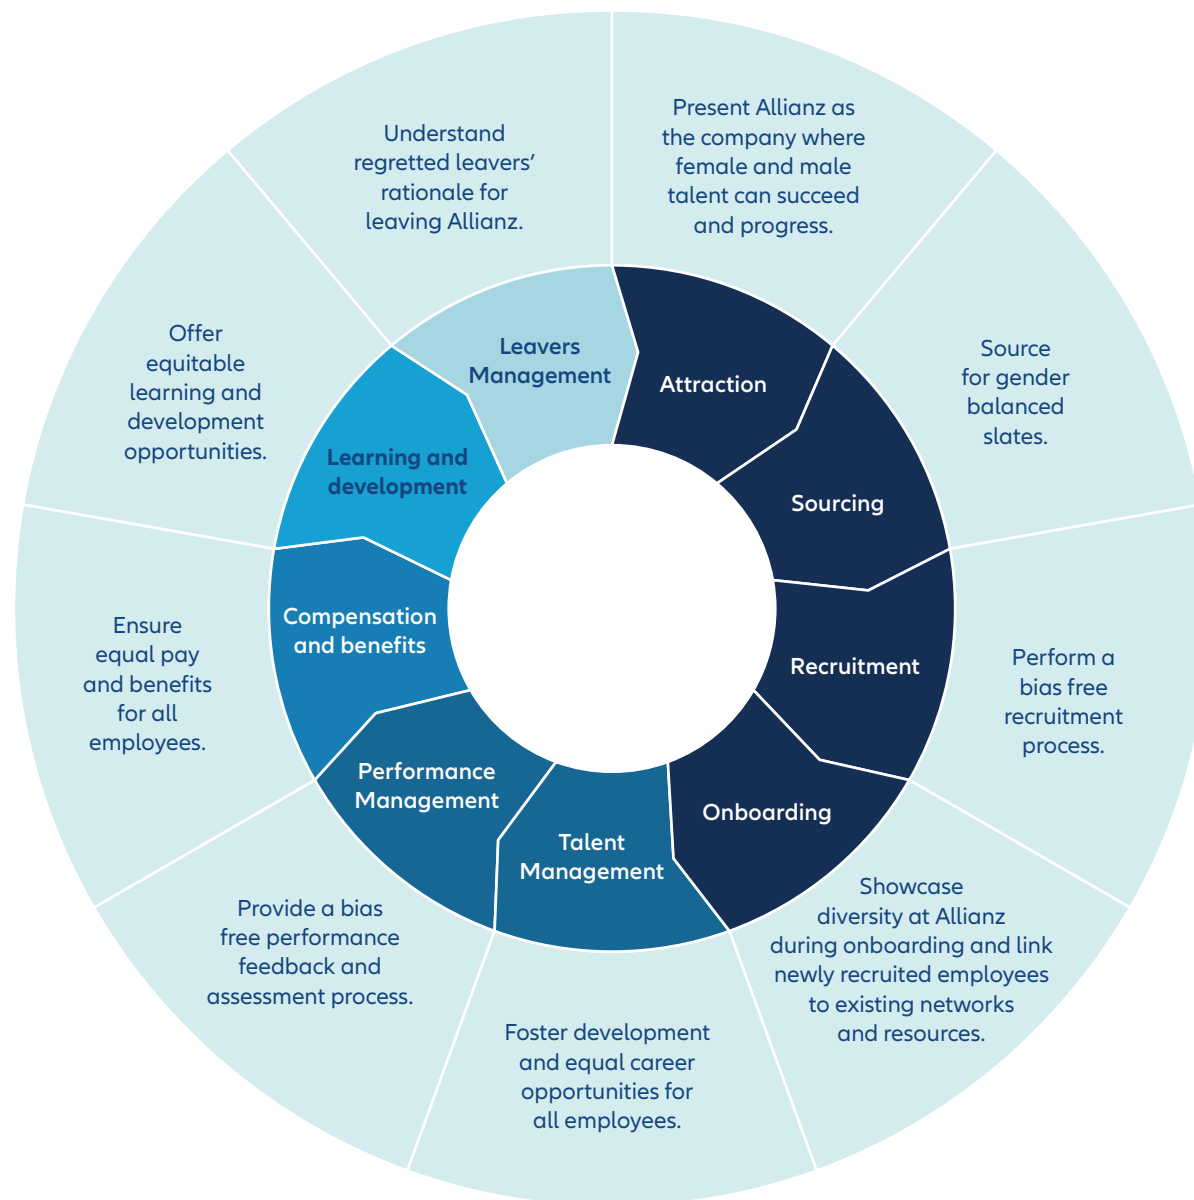 Present Allianz as
the company where
female and male
talent can succeed
and progress.
Attraction
Source
for gender
balanced
slates.
Sourcing
Perform a
bias free
recruitment
process.
Recruitment
Showcase
diversity at Allianz
during onboarding and link
newly recruited employees
to existing networks
and resources.
Onboarding
Foster development
and equal career
opportunities for
all employees.
Talent
Management
Provide a bias
free performance
feedback and
assessment process.
Performance
Management
Ensure
equal pay
and benefits
for all
employees.
Compensation
and benefits
Offer
equitable
learning and
development
opportunities.
Learning and
development
Understand
regretted leavers’
rationale for
leaving Allianz.
Leavers
Management